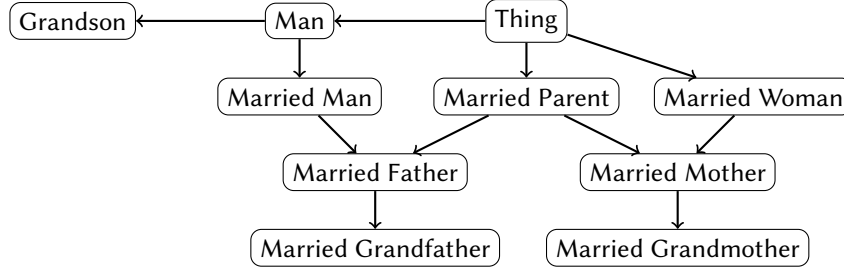 Grandson
Man
Thing
Married Man
Married Parent
Married Woman
Married Father
Married Mother
Married Grandfather
Married Grandmother